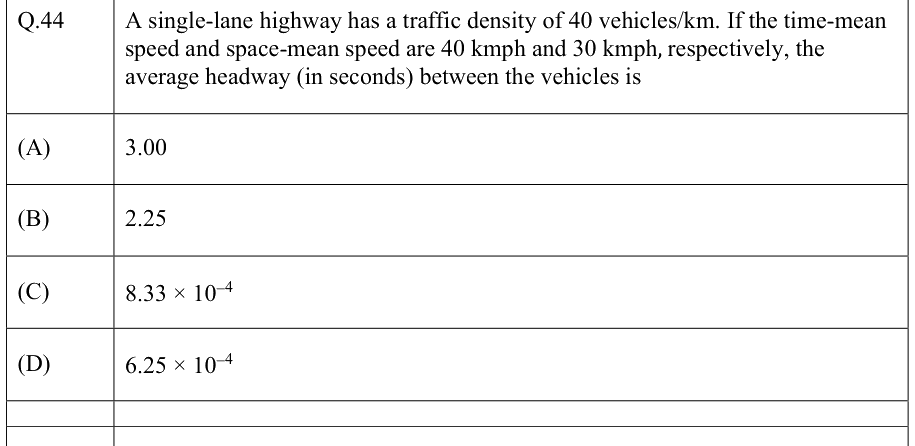 Q.44 A single-lane highway has a traffic density of 40 vehicles/km. If the time-mean
speed and space-mean speed are 40 kmph and 30 kmph, respectively, the
average headway (in seconds) between the vehicles is
(A) 3.00
(B) 2.25
(C) 8.33 × 10⁻⁴
(D) 6.25 × 10⁻⁴